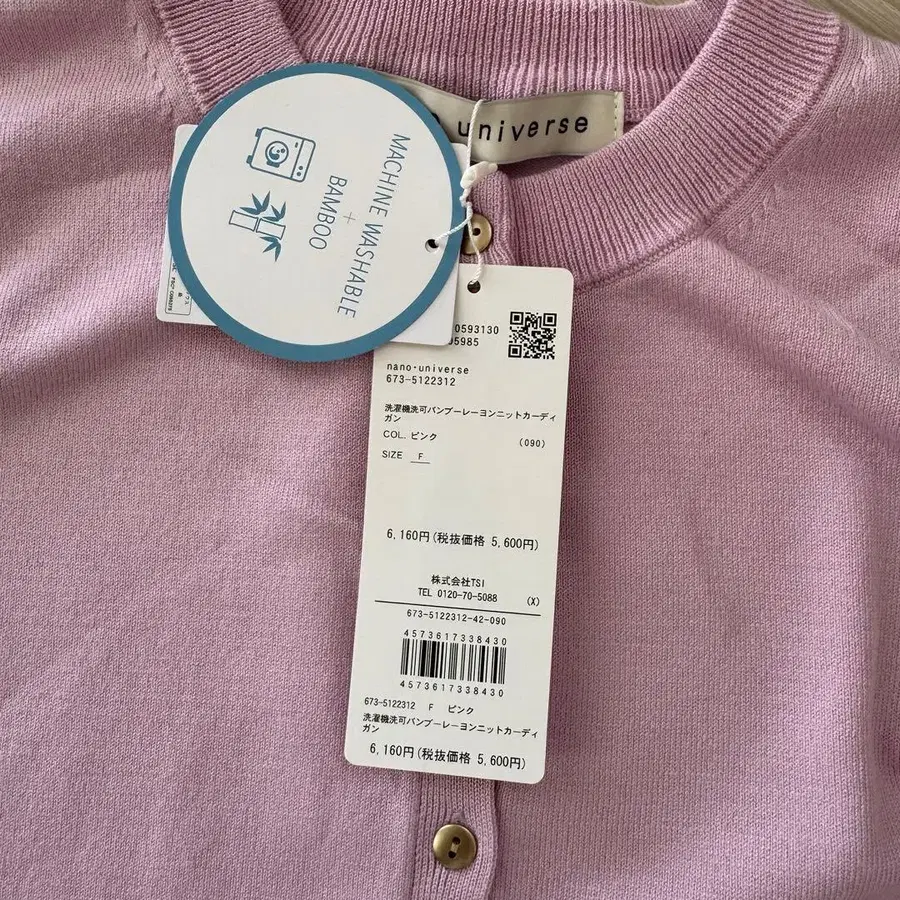 universe
MACHINE WASHABLE
+
BAMBOO
0593130
5985
nano・universe
673-5122312
洗濯機洗可バンブーレーヨンニットカーディ
ガン
COL. ピンク (090)
SIZE F
6,160円(税抜価格 5,600円)
株式会社TSI
TEL 0120-70-5088 (X)
673-5122312-42-090
4573617338430
4573617338430
673-5122312 F ピンク
洗濯機洗可バンブーレーヨンニットカーディ
ガン
6,160円(税抜価格 5,600円)